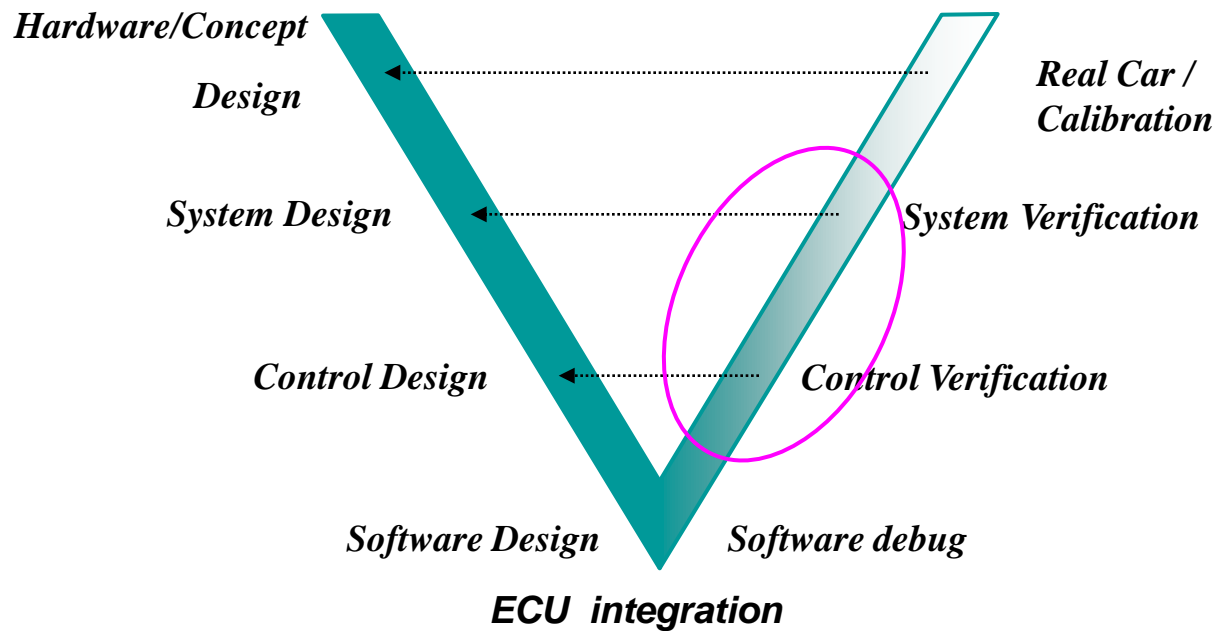 Hardware/Concept
Design
Real Car /
Calibration
System Design
System Verification
Control Design
Control Verification
Software Design
Software debug
ECU integration